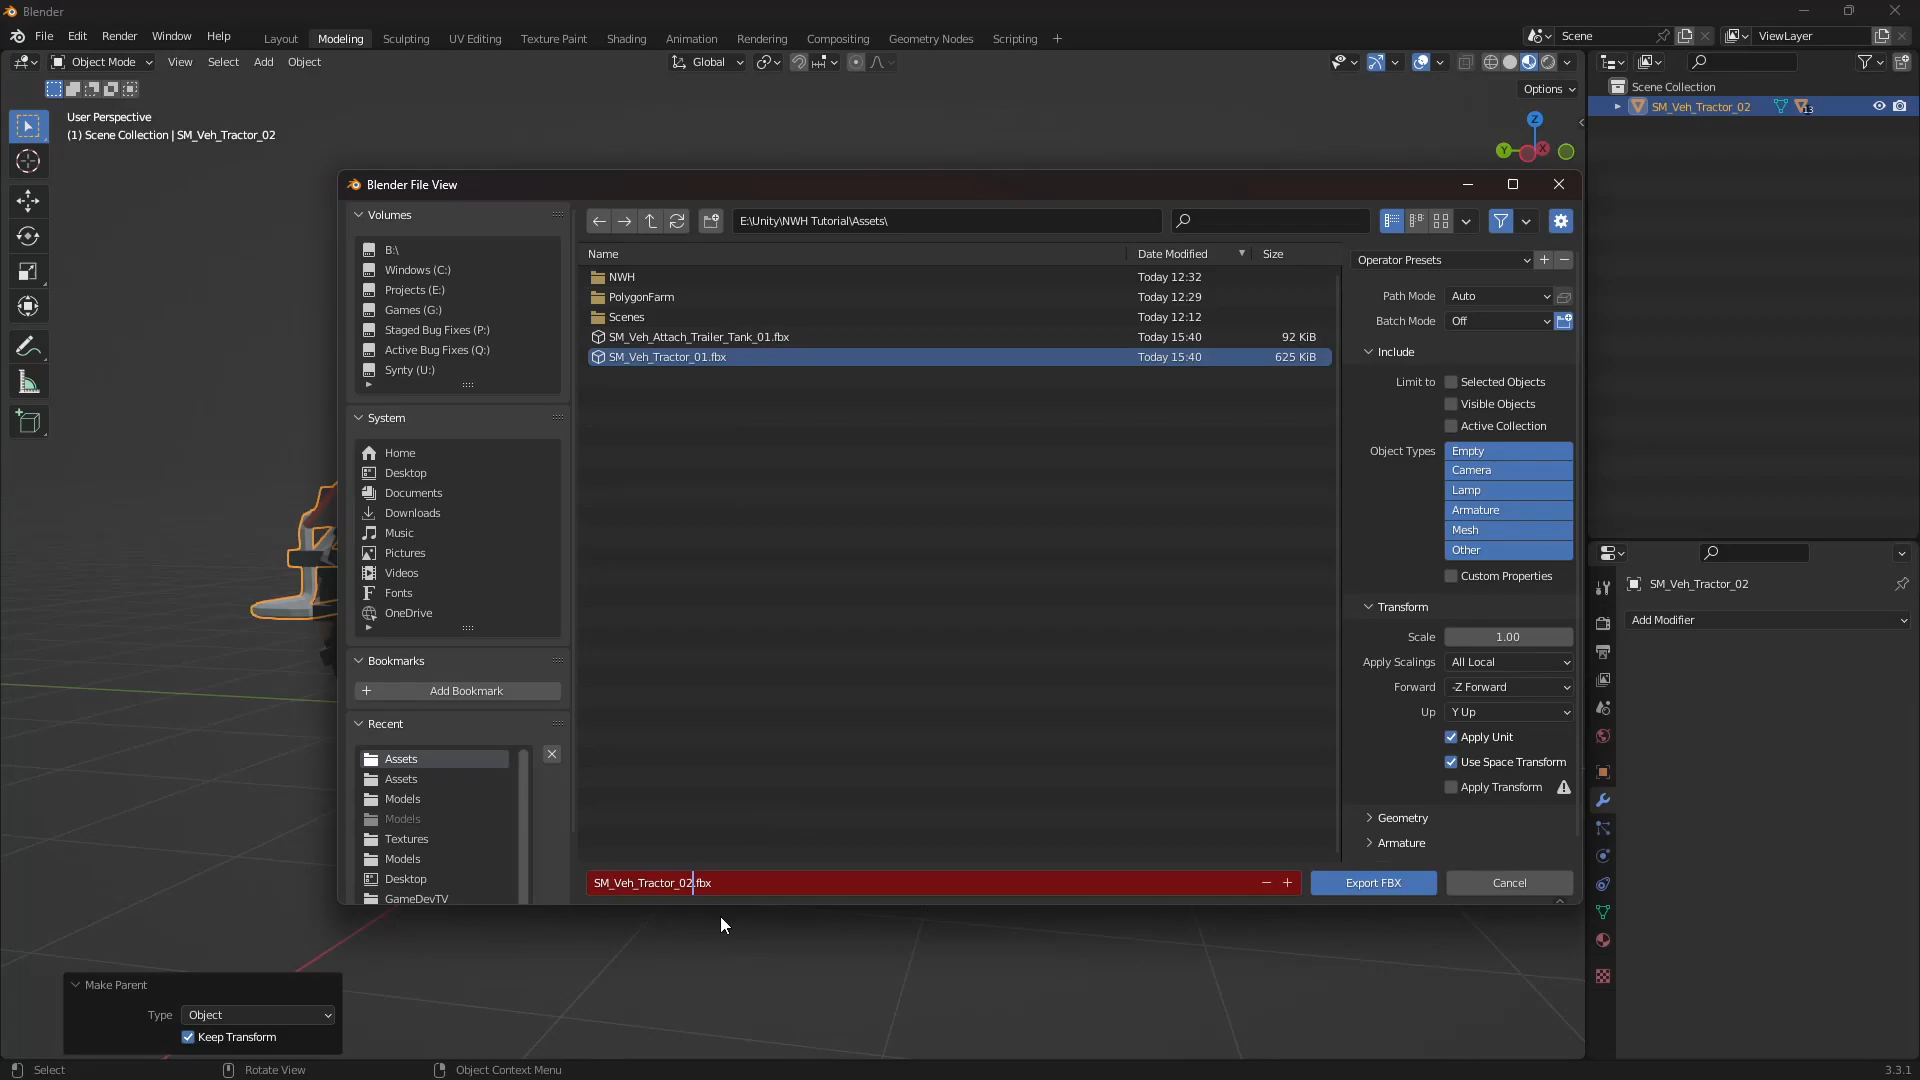 Blender
File Edit Render Window Help
Layout Modeling Sculpting UV Editing Texture Paint Shading Animation Rendering Compositing Geometry Nodes Scripting +
Scene ViewLayer
Object Mode View Select Add Object
Global
Options
User Perspective
(1) Scene Collection | SM_Veh_Tractor_02
Z
Y
X
Scene Collection
SM_Veh_Tractor_02
13
Blender File View
Volumes
B:\
Windows (C:)
Projects (E:)
Games (G:)
Staged Bug Fixes (P:)
Active Bug Fixes (Q:)
Synty (U:)
System
Home
Desktop
Documents
Downloads
Music
Pictures
Videos
Fonts
OneDrive
Bookmarks
Add Bookmark
Recent
Assets
Assets
Models
Models
Textures
Models
Desktop
GameDevTV
E:\Unity\NWH Tutorial\Assets\
Name Date Modified Size
NWH Today 12:32
PolygonFarm Today 12:29
Scenes Today 12:12
SM_Veh_Attach_Trailer_Tank_01.fbx Today 15:40 92 KiB
SM_Veh_Tractor_01.fbx Today 15:40 625 KiB
SM_Veh_Tractor_02.fbx
Export FBX
Cancel
Operator Presets
Path Mode Auto
Batch Mode Off
Include
Limit to Selected Objects
Visible Objects
Active Collection
Object Types Empty
Camera
Lamp
Armature
Mesh
Other
Custom Properties
Transform
Scale 1.00
Apply Scalings All Local
Forward -Z Forward
Up Y Up
Apply Unit
Use Space Transform
Apply Transform
Geometry
Armature
SM_Veh_Tractor_02
Add Modifier
Make Parent
Type Object
Keep Transform
Select Rotate View Object Context Menu
3.3.1